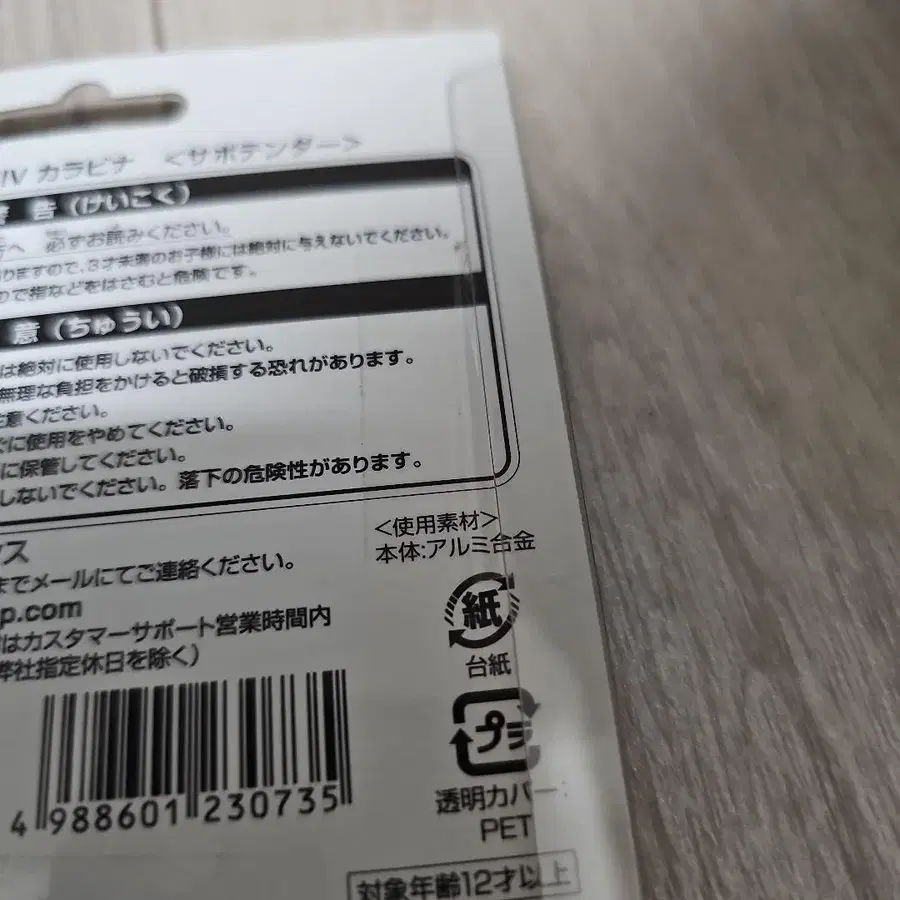 IV カラビナ <サボテンダー>
告（けいこく）
へ 必ずお読みください。
りますので、3才未満のお子様には絶対に与えないでください。
ので指などをはさむと危険です。
意（ちゅうい）
は絶対に使用しないでください。
無理な負担をかけると破損する恐れがあります。
注意ください。
に使用をやめてください。
に保管してください。
しないでください。落下の危険性があります。
<使用素材>
本体:アルミ合金
クス
までメールにてご連絡ください。
p.com
はカスタマーサポート営業時間内
弊社指定休日を除く）
紙
台紙
プラ
透明カバー:
PET
4 988601 230735
対象年齢12才以上